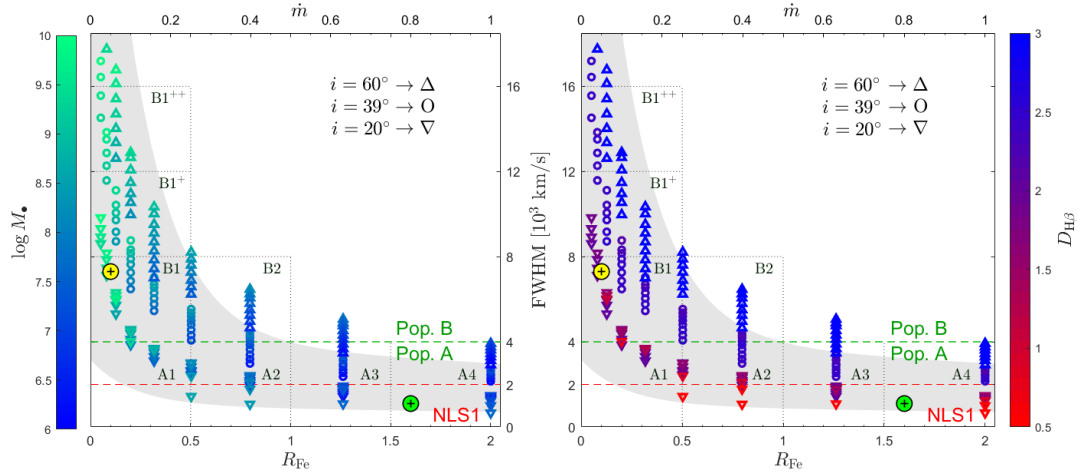 ṁ
0 0.2 0.4 0.6 0.8 1
10
9.5
9
8.5
8
7.5
7
6.5
6
log M●
i = 60° → Δ
i = 39° → O
i = 20° → ∇
B1⁺⁺
B1⁺
B1
B2
Pop. B
Pop. A
A1
A2
A3
A4
NLS1
16
12
8
4
2
0
FWHM [10³ km/s]
0 0.5 1 1.5 2
R_Fe
ṁ
0 0.2 0.4 0.6 0.8 1
i = 60° → Δ
i = 39° → O
i = 20° → ∇
B1⁺⁺
B1⁺
B1
B2
Pop. B
Pop. A
A1
A2
A3
A4
NLS1
16
12
8
4
2
0
0 0.5 1 1.5 2
R_Fe
3
2.5
2
1.5
1
0.5
D_Hβ